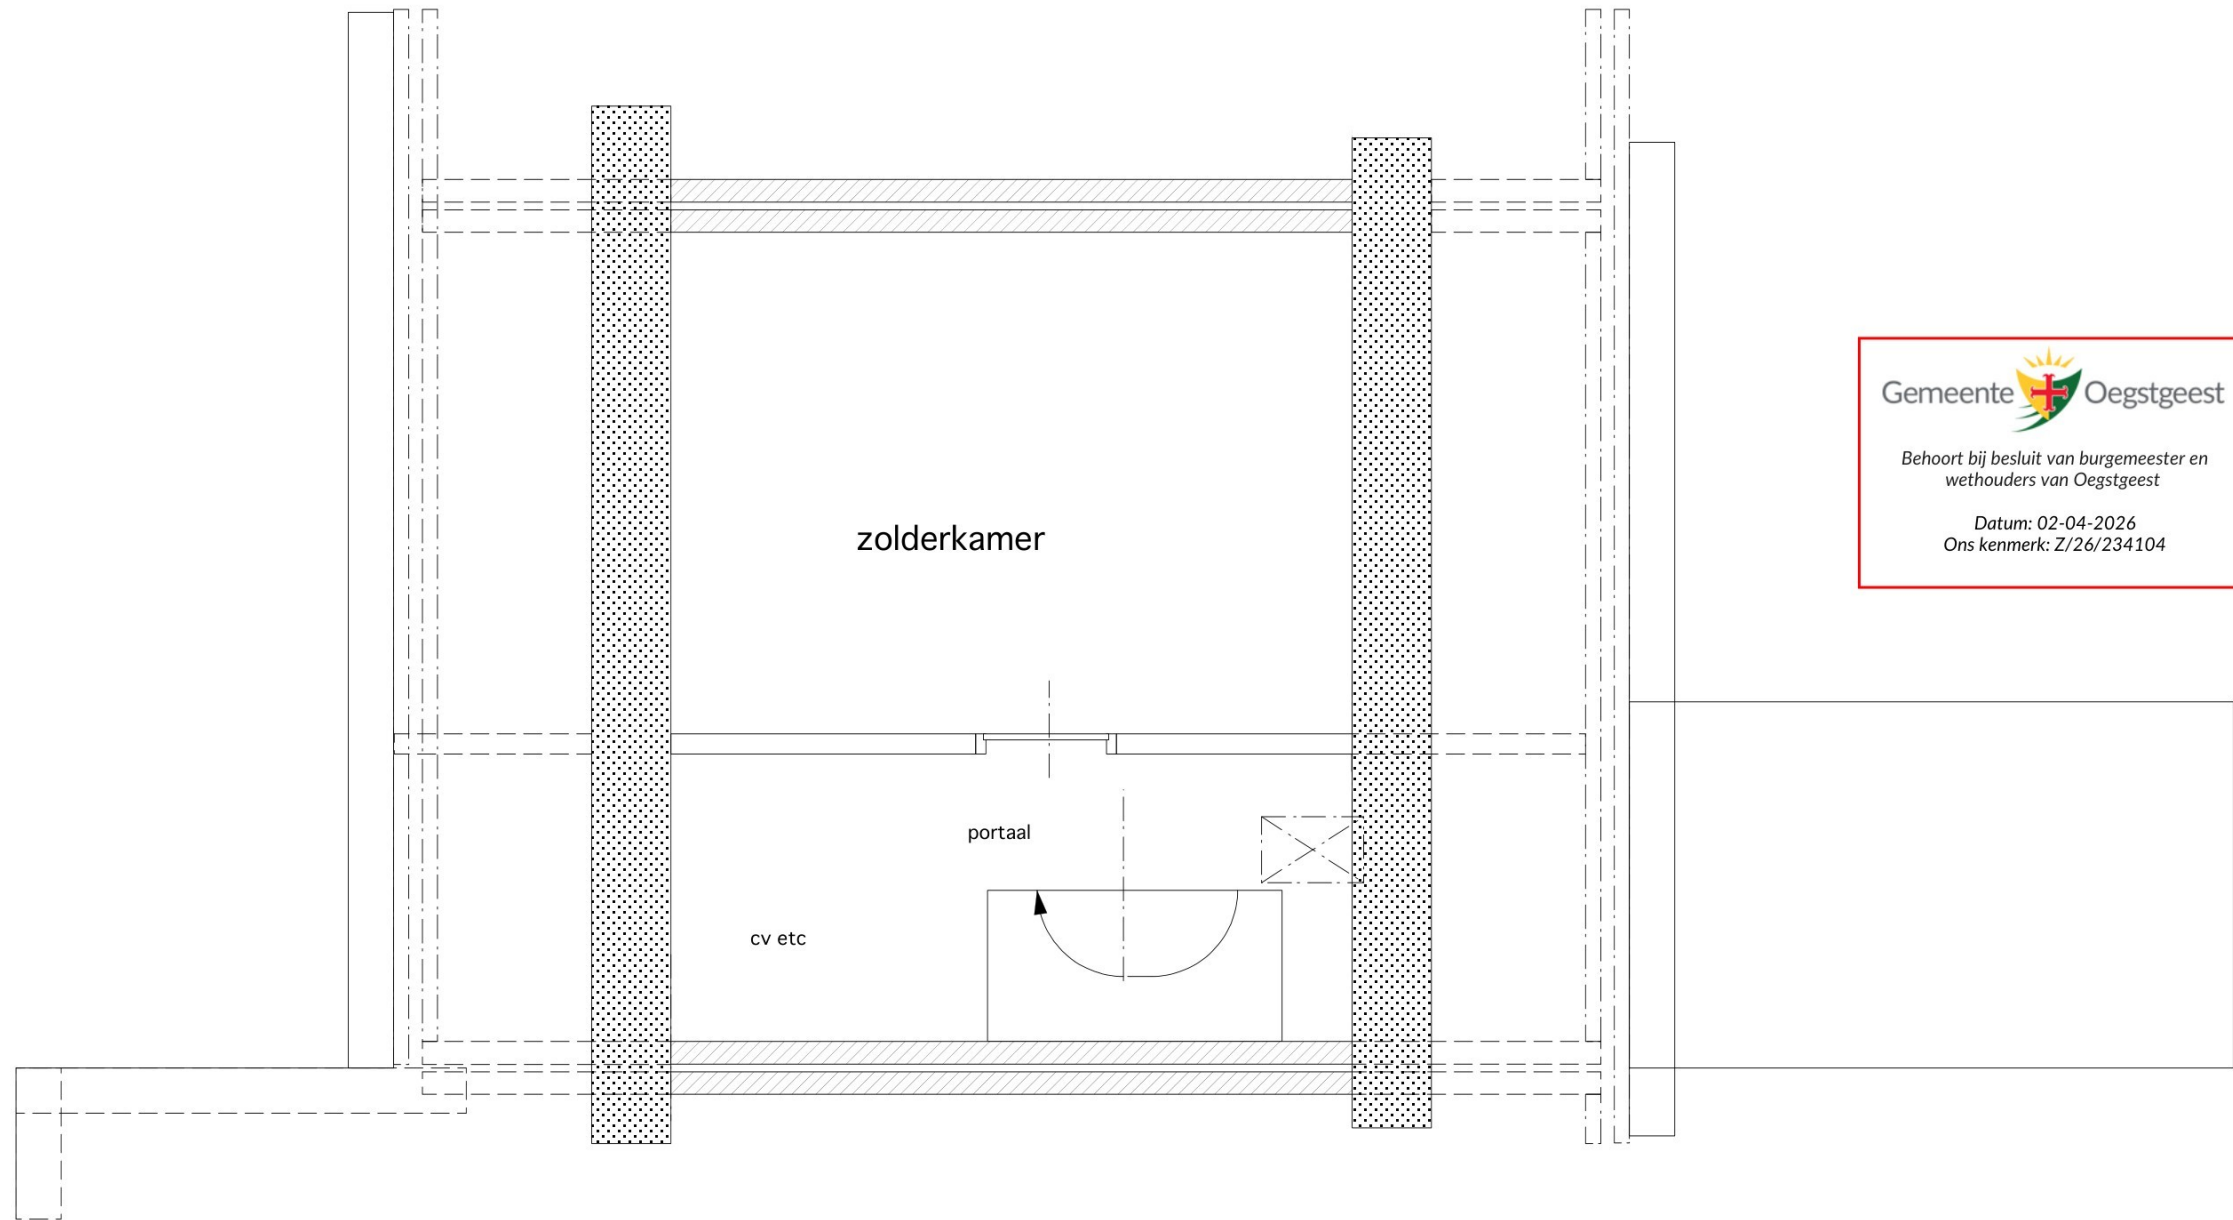 Gemeente Oegstgeest
Behoort bij besluit van burgemeester en
wethouders van Oegstgeest
Datum: 02-04-2026
Ons kenmerk: Z/26/234104
zolderkamer
portaal
cv etc